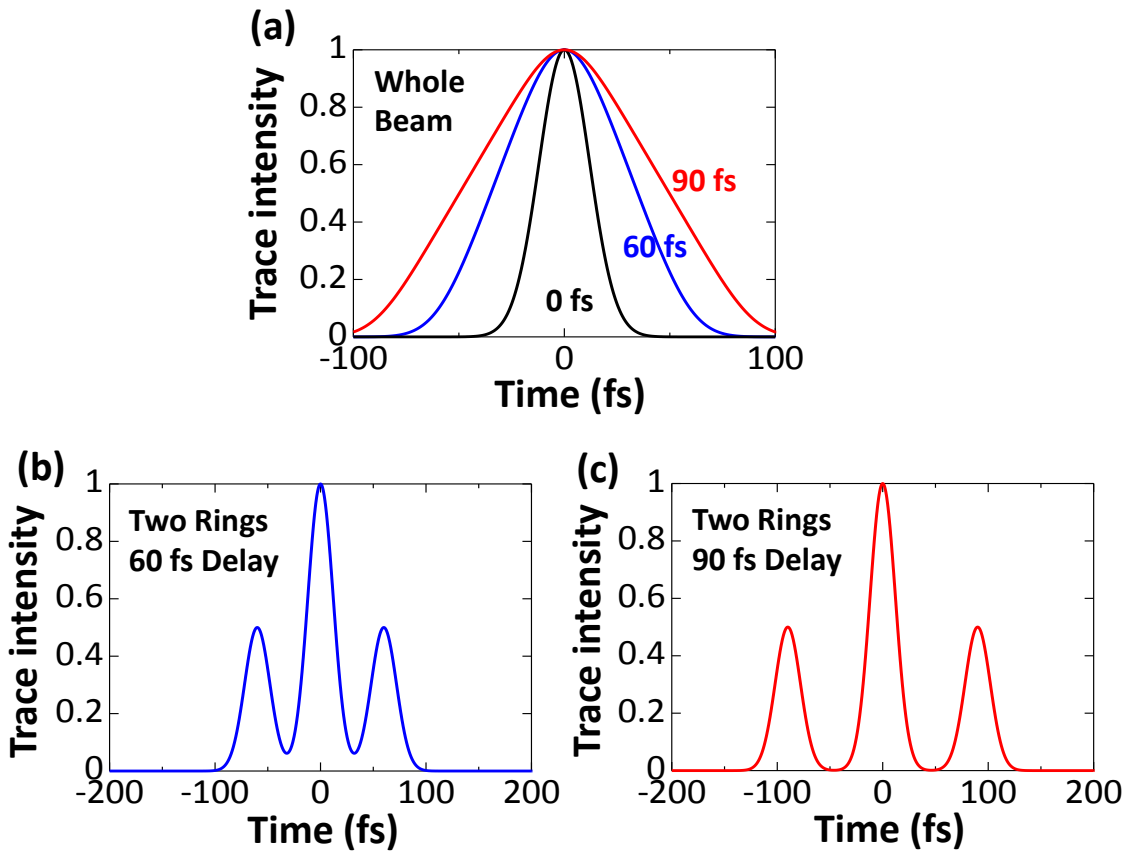 (a)
Trace intensity
1
0.8
0.6
0.4
0.2
0
Whole
Beam
90 fs
60 fs
0 fs
-100
0
100
Time (fs)
(b)
Trace intensity
1
0.8
0.6
0.4
0.2
0
Two Rings
60 fs Delay
-200
-100
0
100
200
Time (fs)
(c)
Trace intensity
1
0.8
0.6
0.4
0.2
0
Two Rings
90 fs Delay
-200
-100
0
100
200
Time (fs)